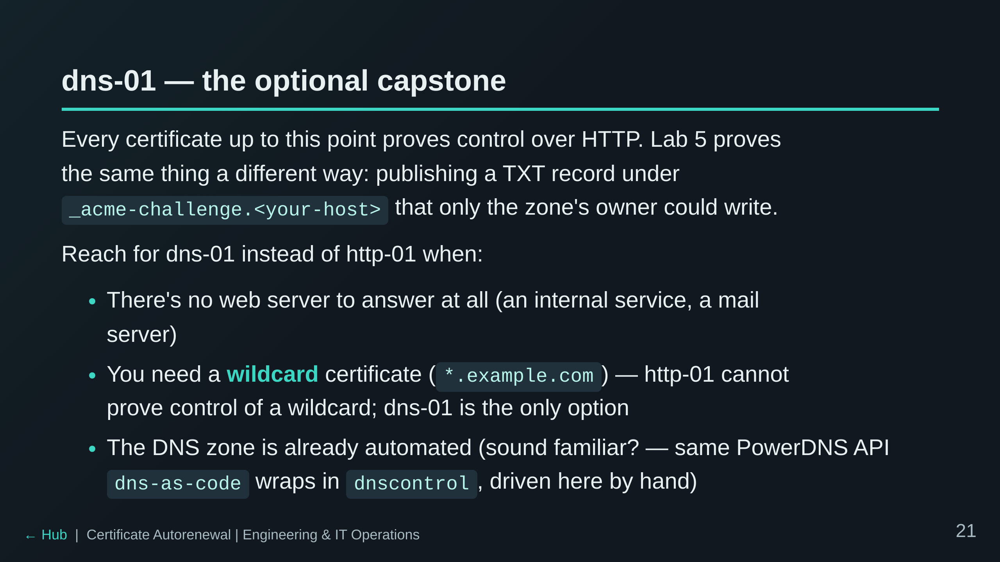 dns-01 — the optional capstone
Every certificate up to this point proves control over HTTP. Lab 5 proves
the same thing a different way: publishing a TXT record under
_acme-challenge.<your-host> that only the zone's owner could write.
Reach for dns-01 instead of http-01 when:
• There's no web server to answer at all (an internal service, a mail
server)
• You need a wildcard certificate (*.example.com) — http-01 cannot
prove control of a wildcard; dns-01 is the only option
• The DNS zone is already automated (sound familiar? — same PowerDNS API
dns-as-code wraps in dnscontrol, driven here by hand)
← Hub | Certificate Autorenewal | Engineering & IT Operations
21